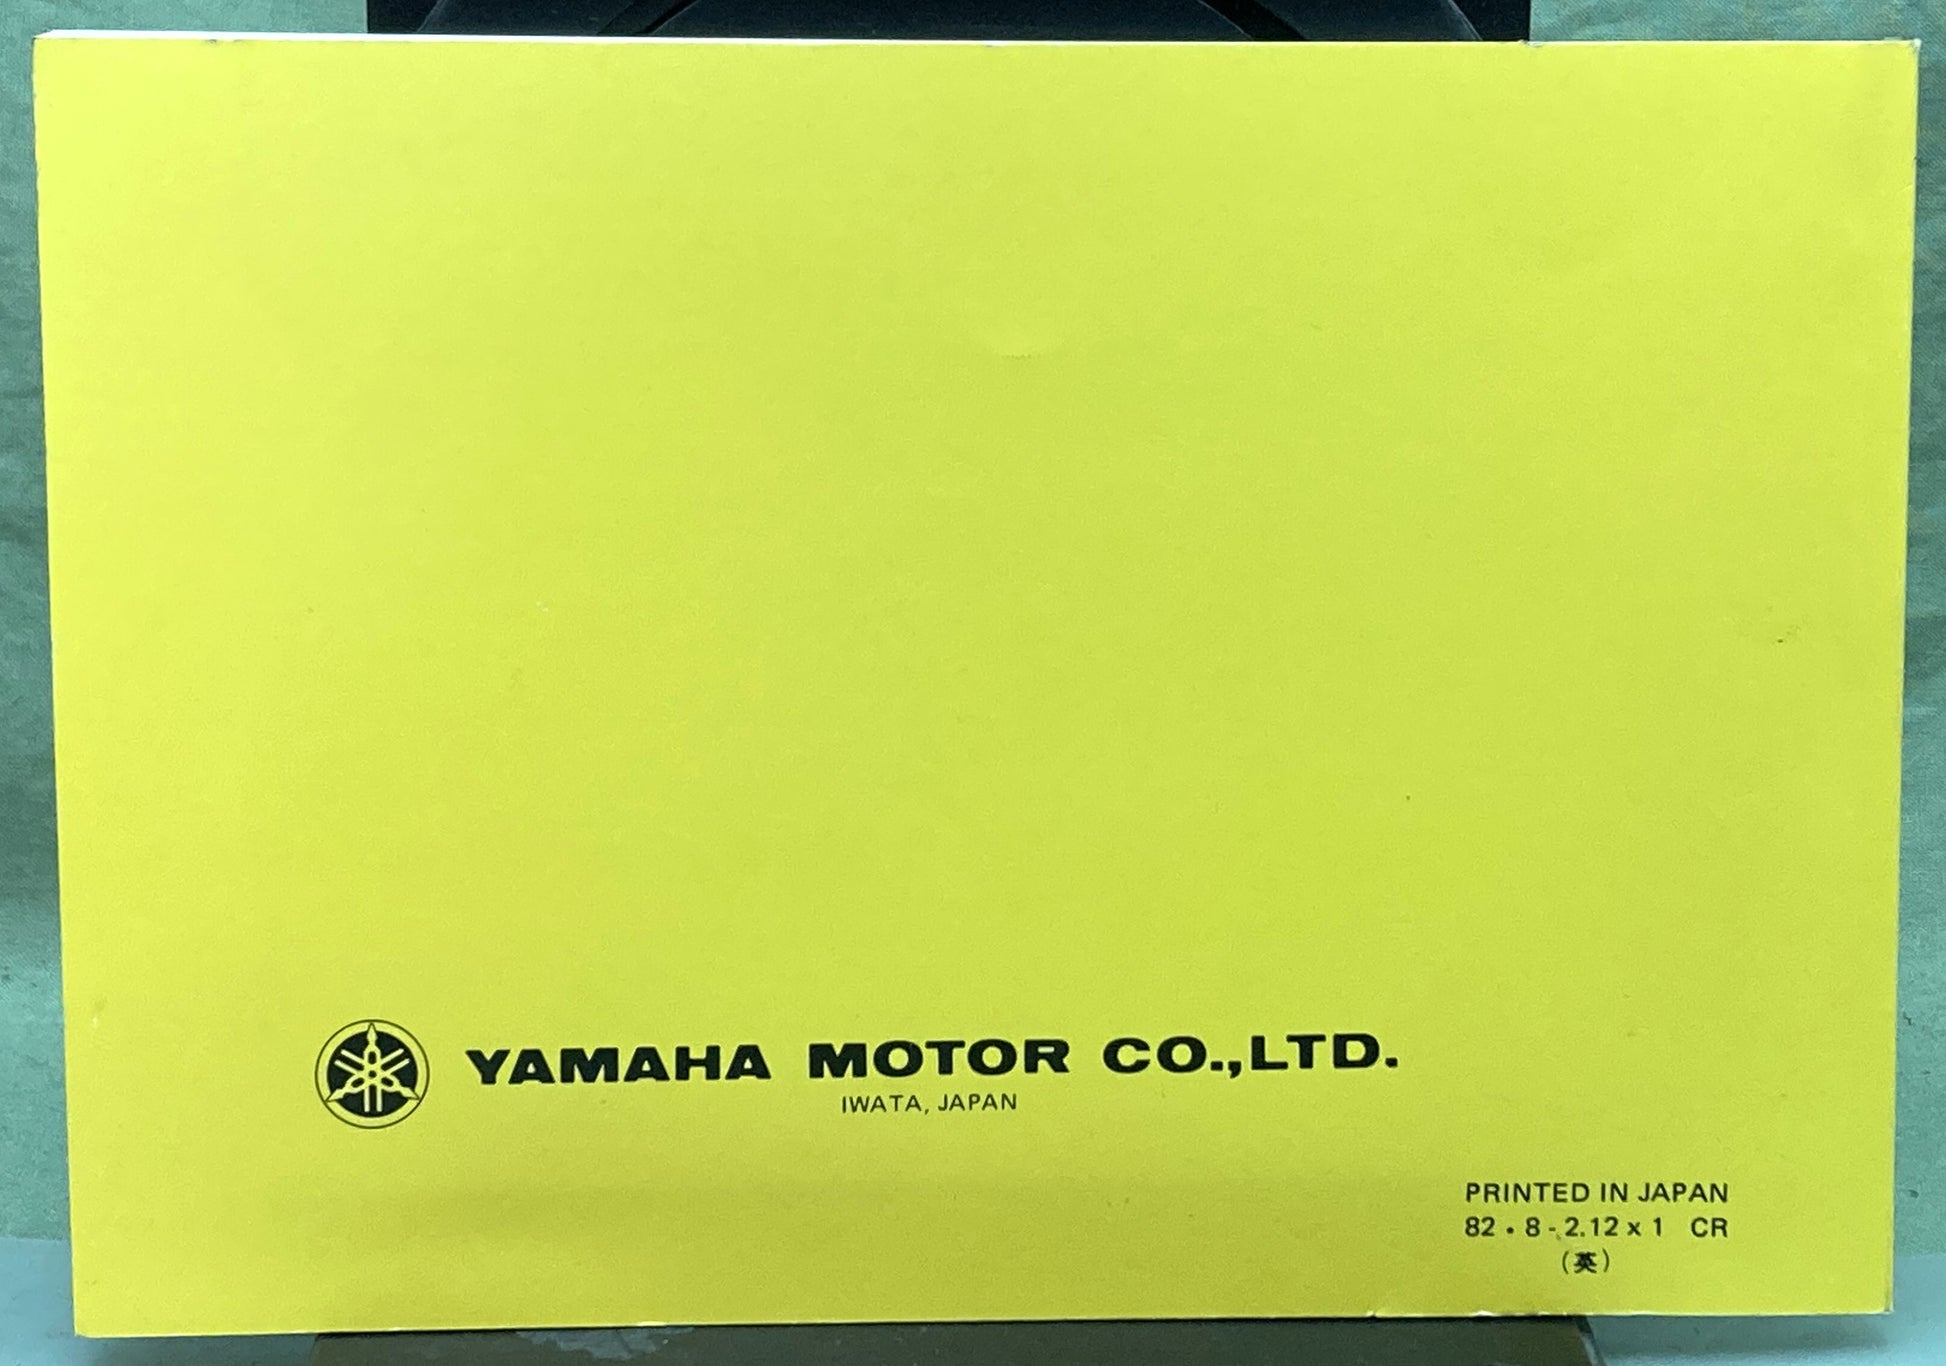 YAMAHA MOTOR CO.,LTD.
IWATA, JAPAN
PRINTED IN JAPAN
82・8 - 2.12 x 1 CR
(英)